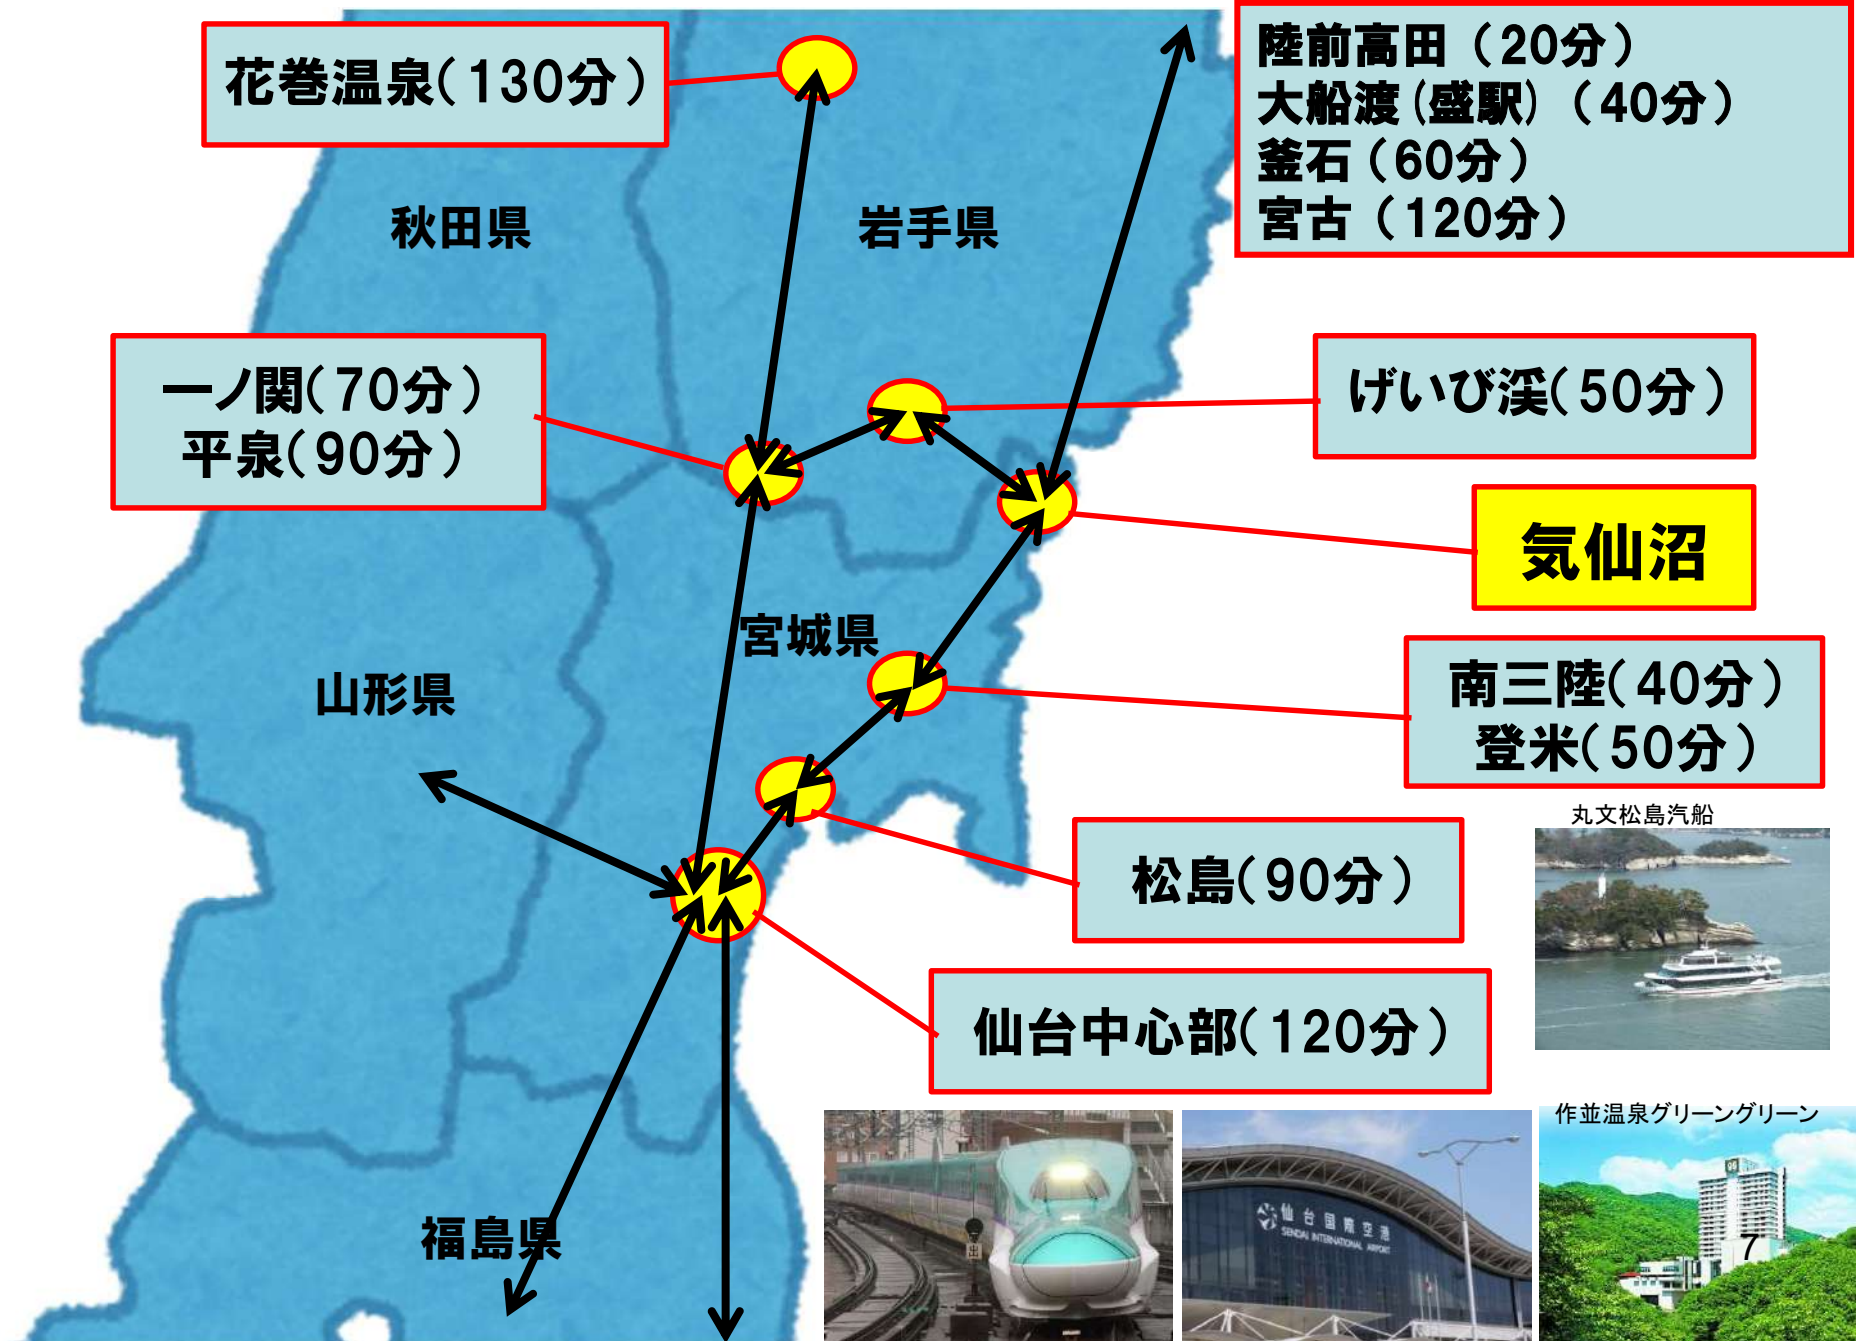 花巻温泉(130分)
陸前高田（20分）
大船渡(盛駅)（40分）
釜石（60分）
宮古（120分）
秋田県
岩手県
一ノ関(70分)
平泉(90分)
げいび渓(50分)
気仙沼
宮城県
山形県
南三陸(40分)
登米(50分)
丸文松島汽船
松島(90分)
仙台中心部(120分)
作並温泉グリーングリーン
福島県
出
仙台国際空港
SENDAI INTERNATIONAL AIRPORT
7